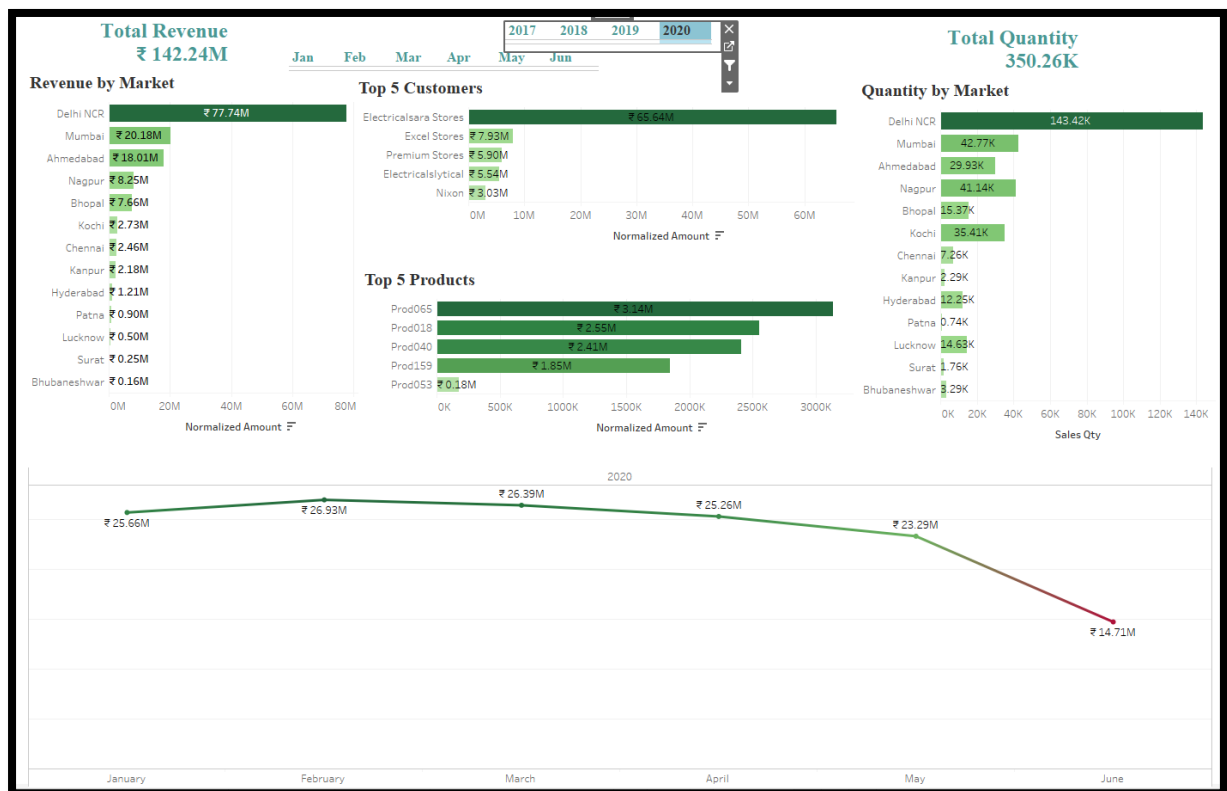 Total Revenue
₹ 142.24M
2017 2018 2019 2020
Jan Feb Mar Apr May Jun
Total Quantity
350.26K
Revenue by Market
Delhi NCR ₹ 77.74M
Mumbai ₹ 20.18M
Ahmedabad ₹ 18.01M
Nagpur ₹ 8.25M
Bhopal ₹ 7.66M
Kochi ₹ 2.73M
Chennai ₹ 2.46M
Kanpur ₹ 2.18M
Hyderabad ₹ 1.21M
Patna ₹ 0.90M
Lucknow ₹ 0.50M
Surat ₹ 0.25M
Bhubaneshwar ₹ 0.16M
0M 20M 40M 60M 80M
Normalized Amount
Top 5 Customers
Electricalsara Stores ₹ 65.64M
Excel Stores ₹ 7.93M
Premium Stores ₹ 5.90M
Electricalslytical ₹ 5.54M
Nixon ₹ 3.03M
0M 10M 20M 30M 40M 50M 60M
Normalized Amount
Top 5 Products
Prod065 ₹ 3.14M
Prod018 ₹ 2.55M
Prod040 ₹ 2.41M
Prod159 ₹ 1.85M
Prod053 ₹ 0.18M
0K 500K 1000K 1500K 2000K 2500K 3000K
Normalized Amount
Quantity by Market
Delhi NCR 143.42K
Mumbai 42.77K
Ahmedabad 29.93K
Nagpur 41.14K
Bhopal 15.37K
Kochi 35.41K
Chennai 7.26K
Kanpur 2.29K
Hyderabad 12.25K
Patna 0.74K
Lucknow 14.63K
Surat 1.76K
Bhubaneshwar 3.29K
0K 20K 40K 60K 80K 100K 120K 140K
Sales Qty
2020
₹ 25.66M ₹ 26.93M ₹ 26.39M ₹ 25.26M ₹ 23.29M ₹ 14.71M
January February March April May June